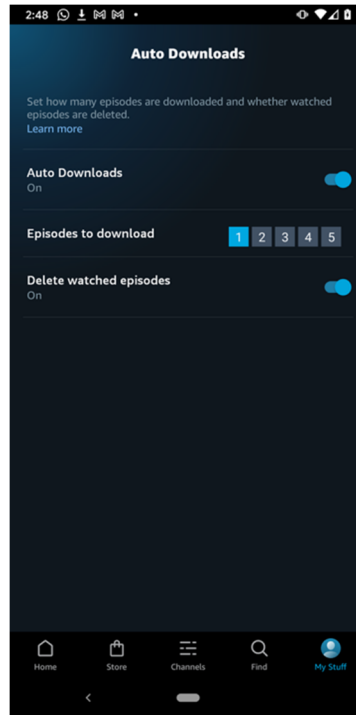 2:48
Auto Downloads
Set how many episodes are downloaded and whether watched
episodes are deleted.
Learn more
Auto Downloads
On
Episodes to download 1 2 3 4 5
Delete watched episodes
On
Home Store Channels Find My Stuff